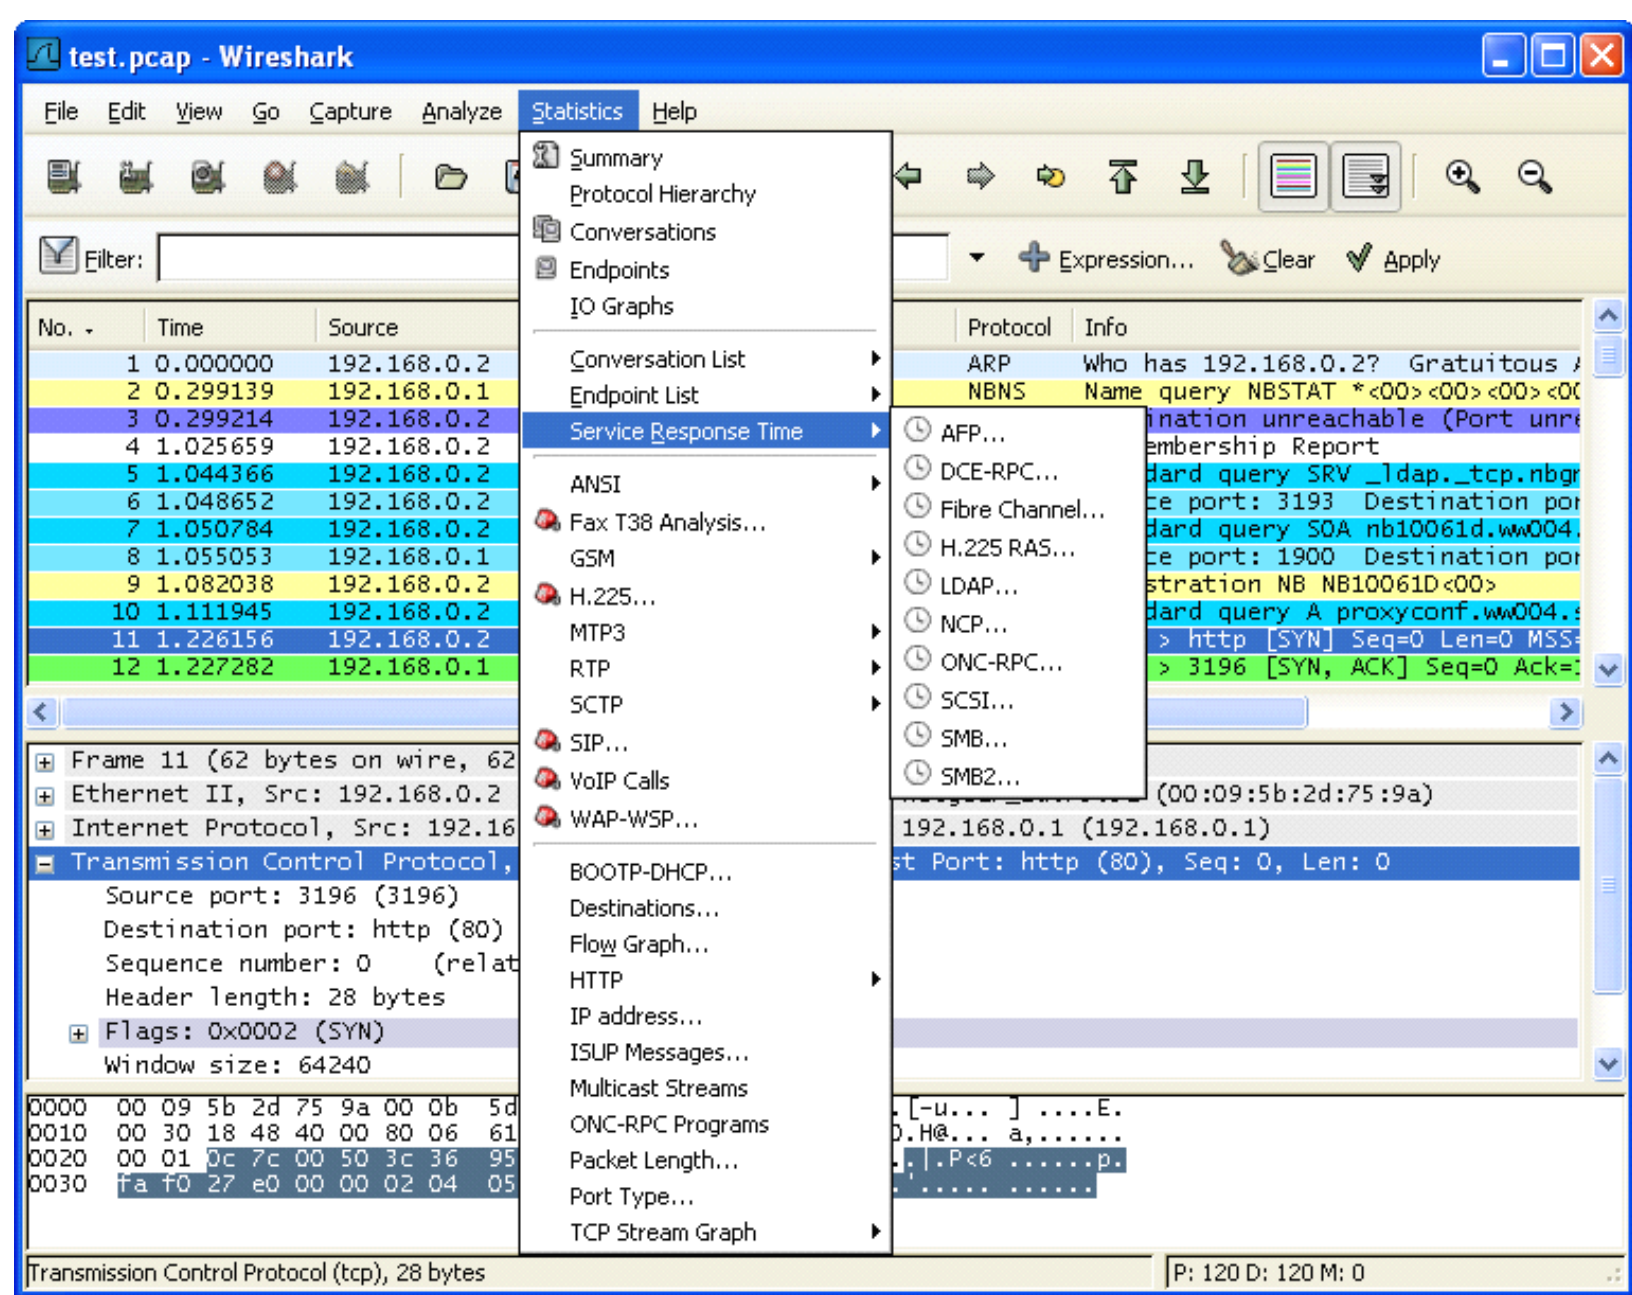 test.pcap - Wireshark
File Edit View Go Capture Analyze Statistics Help
Filter: Expression... Clear Apply
Summary
Protocol Hierarchy
Conversations
Endpoints
IO Graphs
Conversation List
Endpoint List
Service Response Time
ANSI
Fax T38 Analysis...
GSM
H.225...
MTP3
RTP
SCTP
SIP...
VoIP Calls
WAP-WSP...
BOOTP-DHCP...
Destinations...
Flow Graph...
HTTP
IP address...
ISUP Messages...
Multicast Streams
ONC-RPC Programs
Packet Length...
Port Type...
TCP Stream Graph
AFP...
DCE-RPC...
Fibre Channel...
H.225 RAS...
LDAP...
NCP...
ONC-RPC...
SCSI...
SMB...
SMB2...
No. Time Source Protocol Info
1 0.000000 192.168.0.2 ARP Who has 192.168.0.2? Gratuitous
2 0.299139 192.168.0.1 NBNS Name query NBSTAT *<00><00><00><00
3 0.299214 192.168.0.2 ination unreachable (Port unre
4 1.025659 192.168.0.2 embership Report
5 1.044366 192.168.0.2 dard query SRV _ldap._tcp.nbgm
6 1.048652 192.168.0.2 ce port: 3193 Destination por
7 1.050784 192.168.0.2 dard query SOA nb10061d.ww004.
8 1.055053 192.168.0.1 ce port: 1900 Destination por
9 1.082038 192.168.0.2 stration NB NB10061D<00>
10 1.111945 192.168.0.2 dard query A proxyconf.ww004.s
11 1.226156 192.168.0.2 > http [SYN] Seq=0 Len=0 MSS=
12 1.227282 192.168.0.1 > 3196 [SYN, ACK] Seq=0 Ack=1
Frame 11 (62 bytes on wire, 62
Ethernet II, Src: 192.168.0.2 (00:09:5b:2d:75:9a)
Internet Protocol, Src: 192.16 192.168.0.1 (192.168.0.1)
Transmission Control Protocol, st Port: http (80), Seq: 0, Len: 0
Source port: 3196 (3196)
Destination port: http (80)
Sequence number: 0 (relat
Header length: 28 bytes
Flags: 0x0002 (SYN)
Window size: 64240
0000 00 09 5b 2d 75 9a 00 0b 5d .[-u... ] ....E.
0010 00 30 18 48 40 00 80 06 61 0.H@... a,......
0020 00 01 0c 7c 00 50 3c 36 95 ..|.P<6 ......p.
0030 fa f0 27 e0 00 00 02 04 05 ..'..... ......
Transmission Control Protocol (tcp), 28 bytes P: 120 D: 120 M: 0